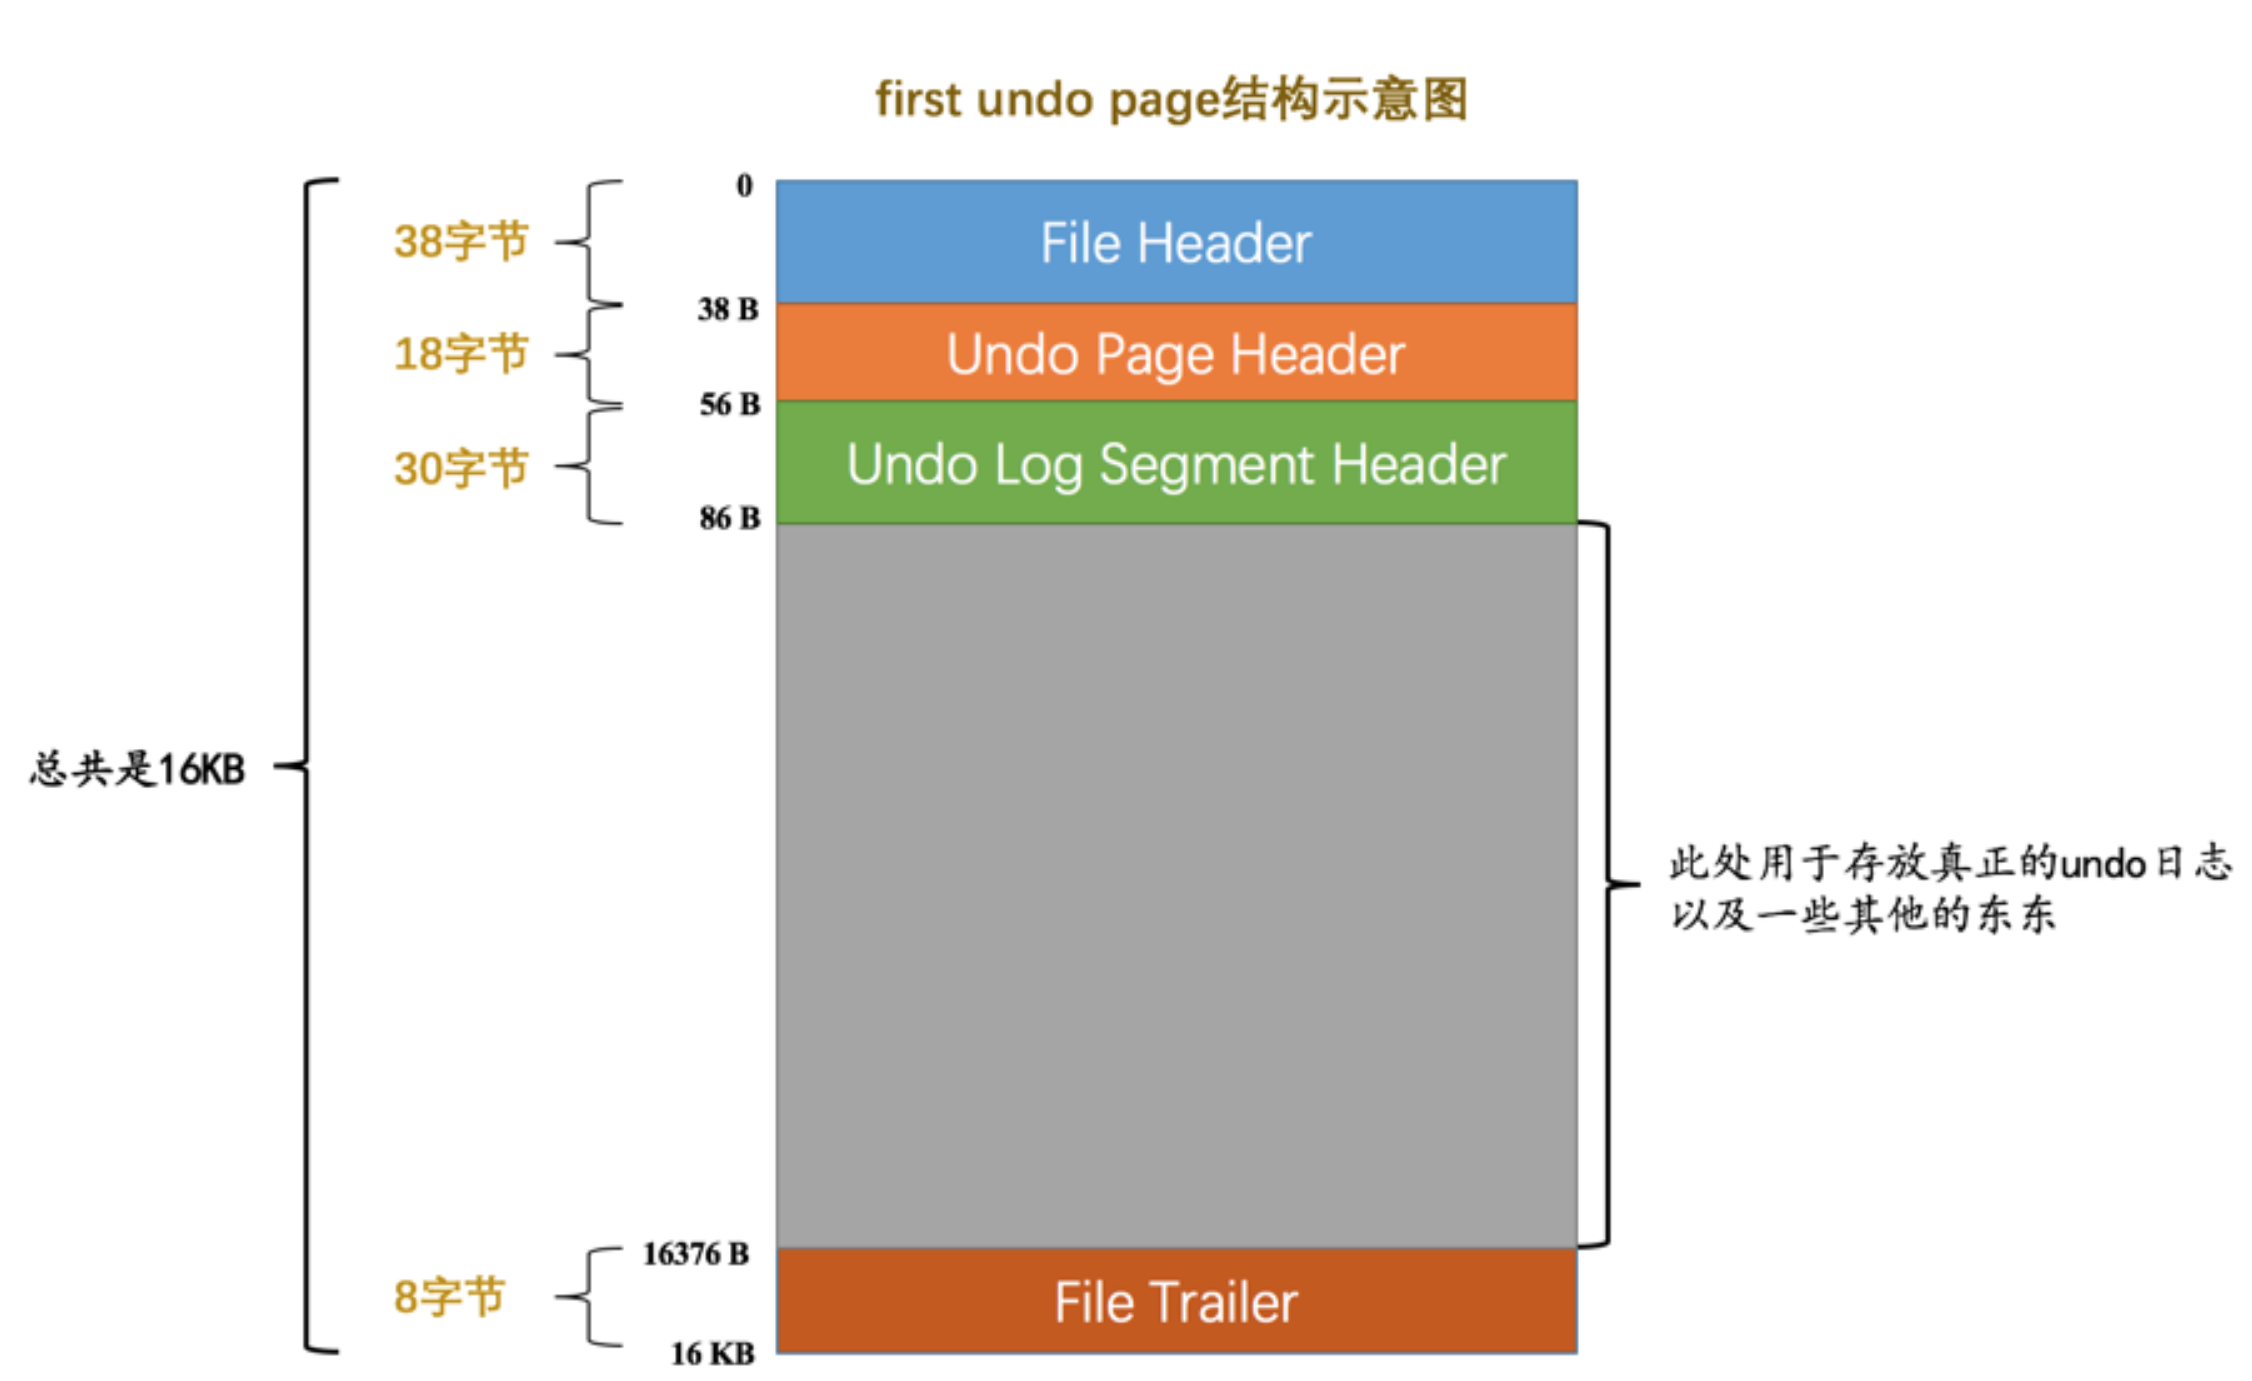 first undo page结构示意图
0
38字节
File Header
38 B
18字节
Undo Page Header
56 B
30字节
Undo Log Segment Header
86 B
总共是16KB
此处用于存放真正的undo日志
以及一些其他的东东
16376 B
8字节
File Trailer
16 KB